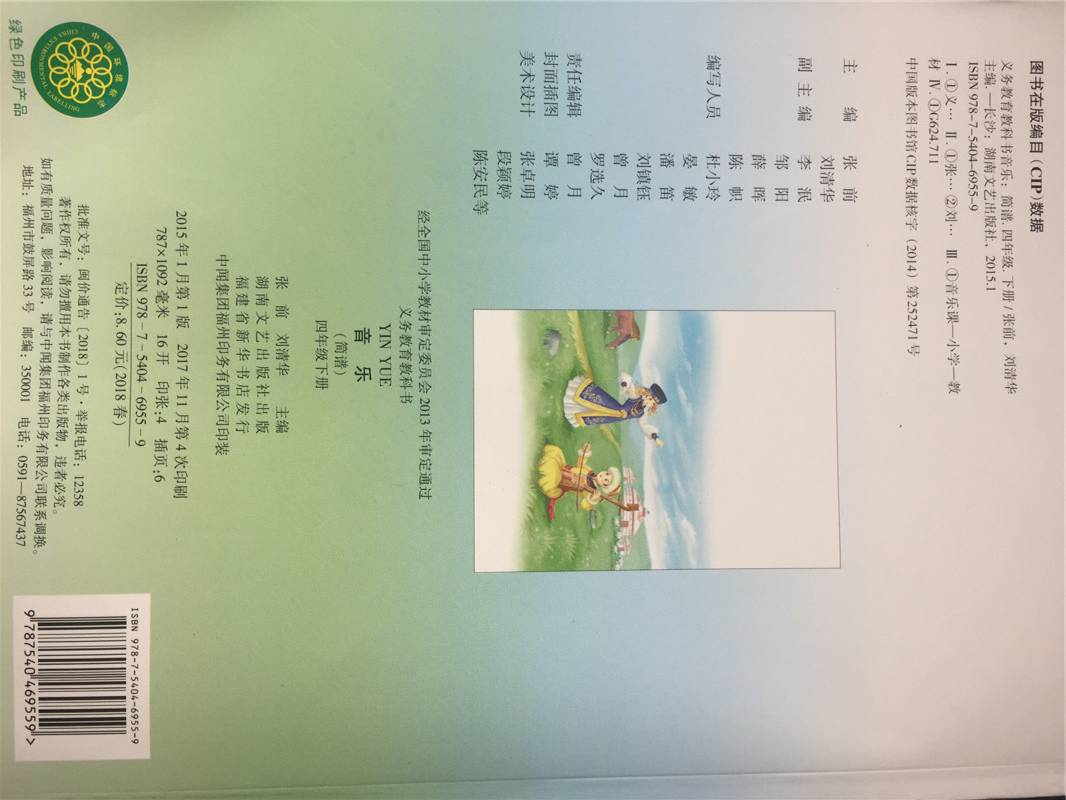 图书在版编目(CIP)数据
义务教育教科书音乐：简谱. 四年级. 下册 / 张前，刘清华
主编. —长沙：湖南文艺出版社，2015.1
ISBN 978-7-5404-6955-9
Ⅰ. ①义… Ⅱ. ①张… ②刘… Ⅲ. ①音乐课—小学—教
材 Ⅳ. ①G624.711
中国版本图书馆CIP数据核字（2014）第252471号
主编 张前
刘清华
副主编 李泯
邹阳
薛晖
陈帜
编写人员 杜小玲
晏敏
潘笛
刘镇钰
曾月
罗选久
责任编辑 曾月
封面插图 谭婷
美术设计 张卓明
段颖婷
陈安民等
经全国中小学教材审定委员会2013年审定通过
义务教育教科书
YIN YUE
音乐
（简谱）
四年级下册
张前 刘清华 主编
湖南文艺出版社出版
福建省新华书店发行
中闻集团福州印务有限公司印装
2015年1月第1版 2017年11月第4次印刷
787×1092毫米 16开 印张:4 插页:6
ISBN 978-7-5404-6955-9
定价:8.60元(2018春)
批准文号：闽价通告〔2018〕1号·举报电话：12358
著作权所有，请勿擅用本书制作各类出版物，违者必究。
如有质量问题，影响阅读，请与中闻集团福州印务有限公司联系调换。
地址：福州市鼓屏路33号 邮编：350001 电话：0591—87567437
中国环境标志
CHINA ENVIRONMENTAL LABELLING
绿色印刷产品
ISBN 978-7-5404-6955-9
9 787540 469559 >